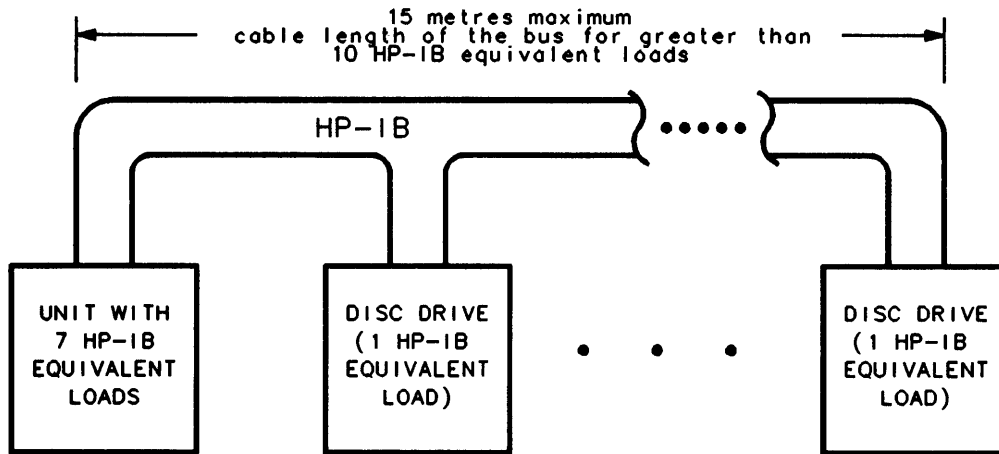 15 metres maximum
cable length of the bus for greater than
10 HP-IB equivalent loads
HP-IB
UNIT WITH
7 HP-IB
EQUIVALENT
LOADS
DISC DRIVE
(1 HP-IB
EQUIVALENT
LOAD)
DISC DRIVE
(1 HP-IB
EQUIVALENT
LOAD)